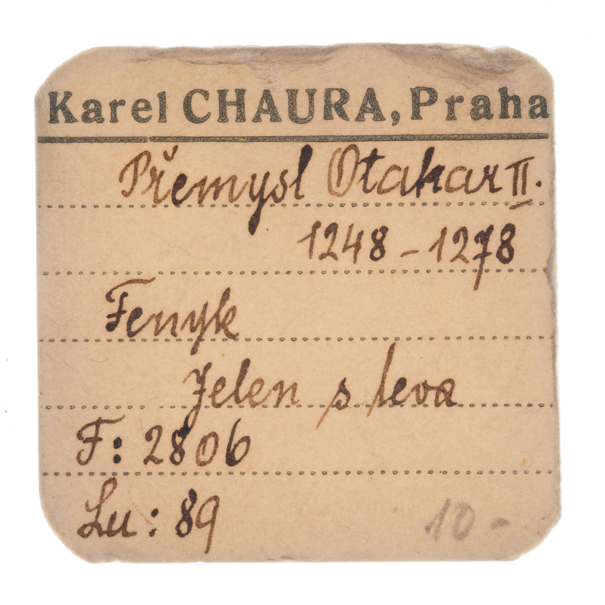 Karel CHAURA, Praha
Přemysl Otakar II.
1248 - 1278
Fenyk
Jelen s leva
F: 2806
Lu: 89
10-